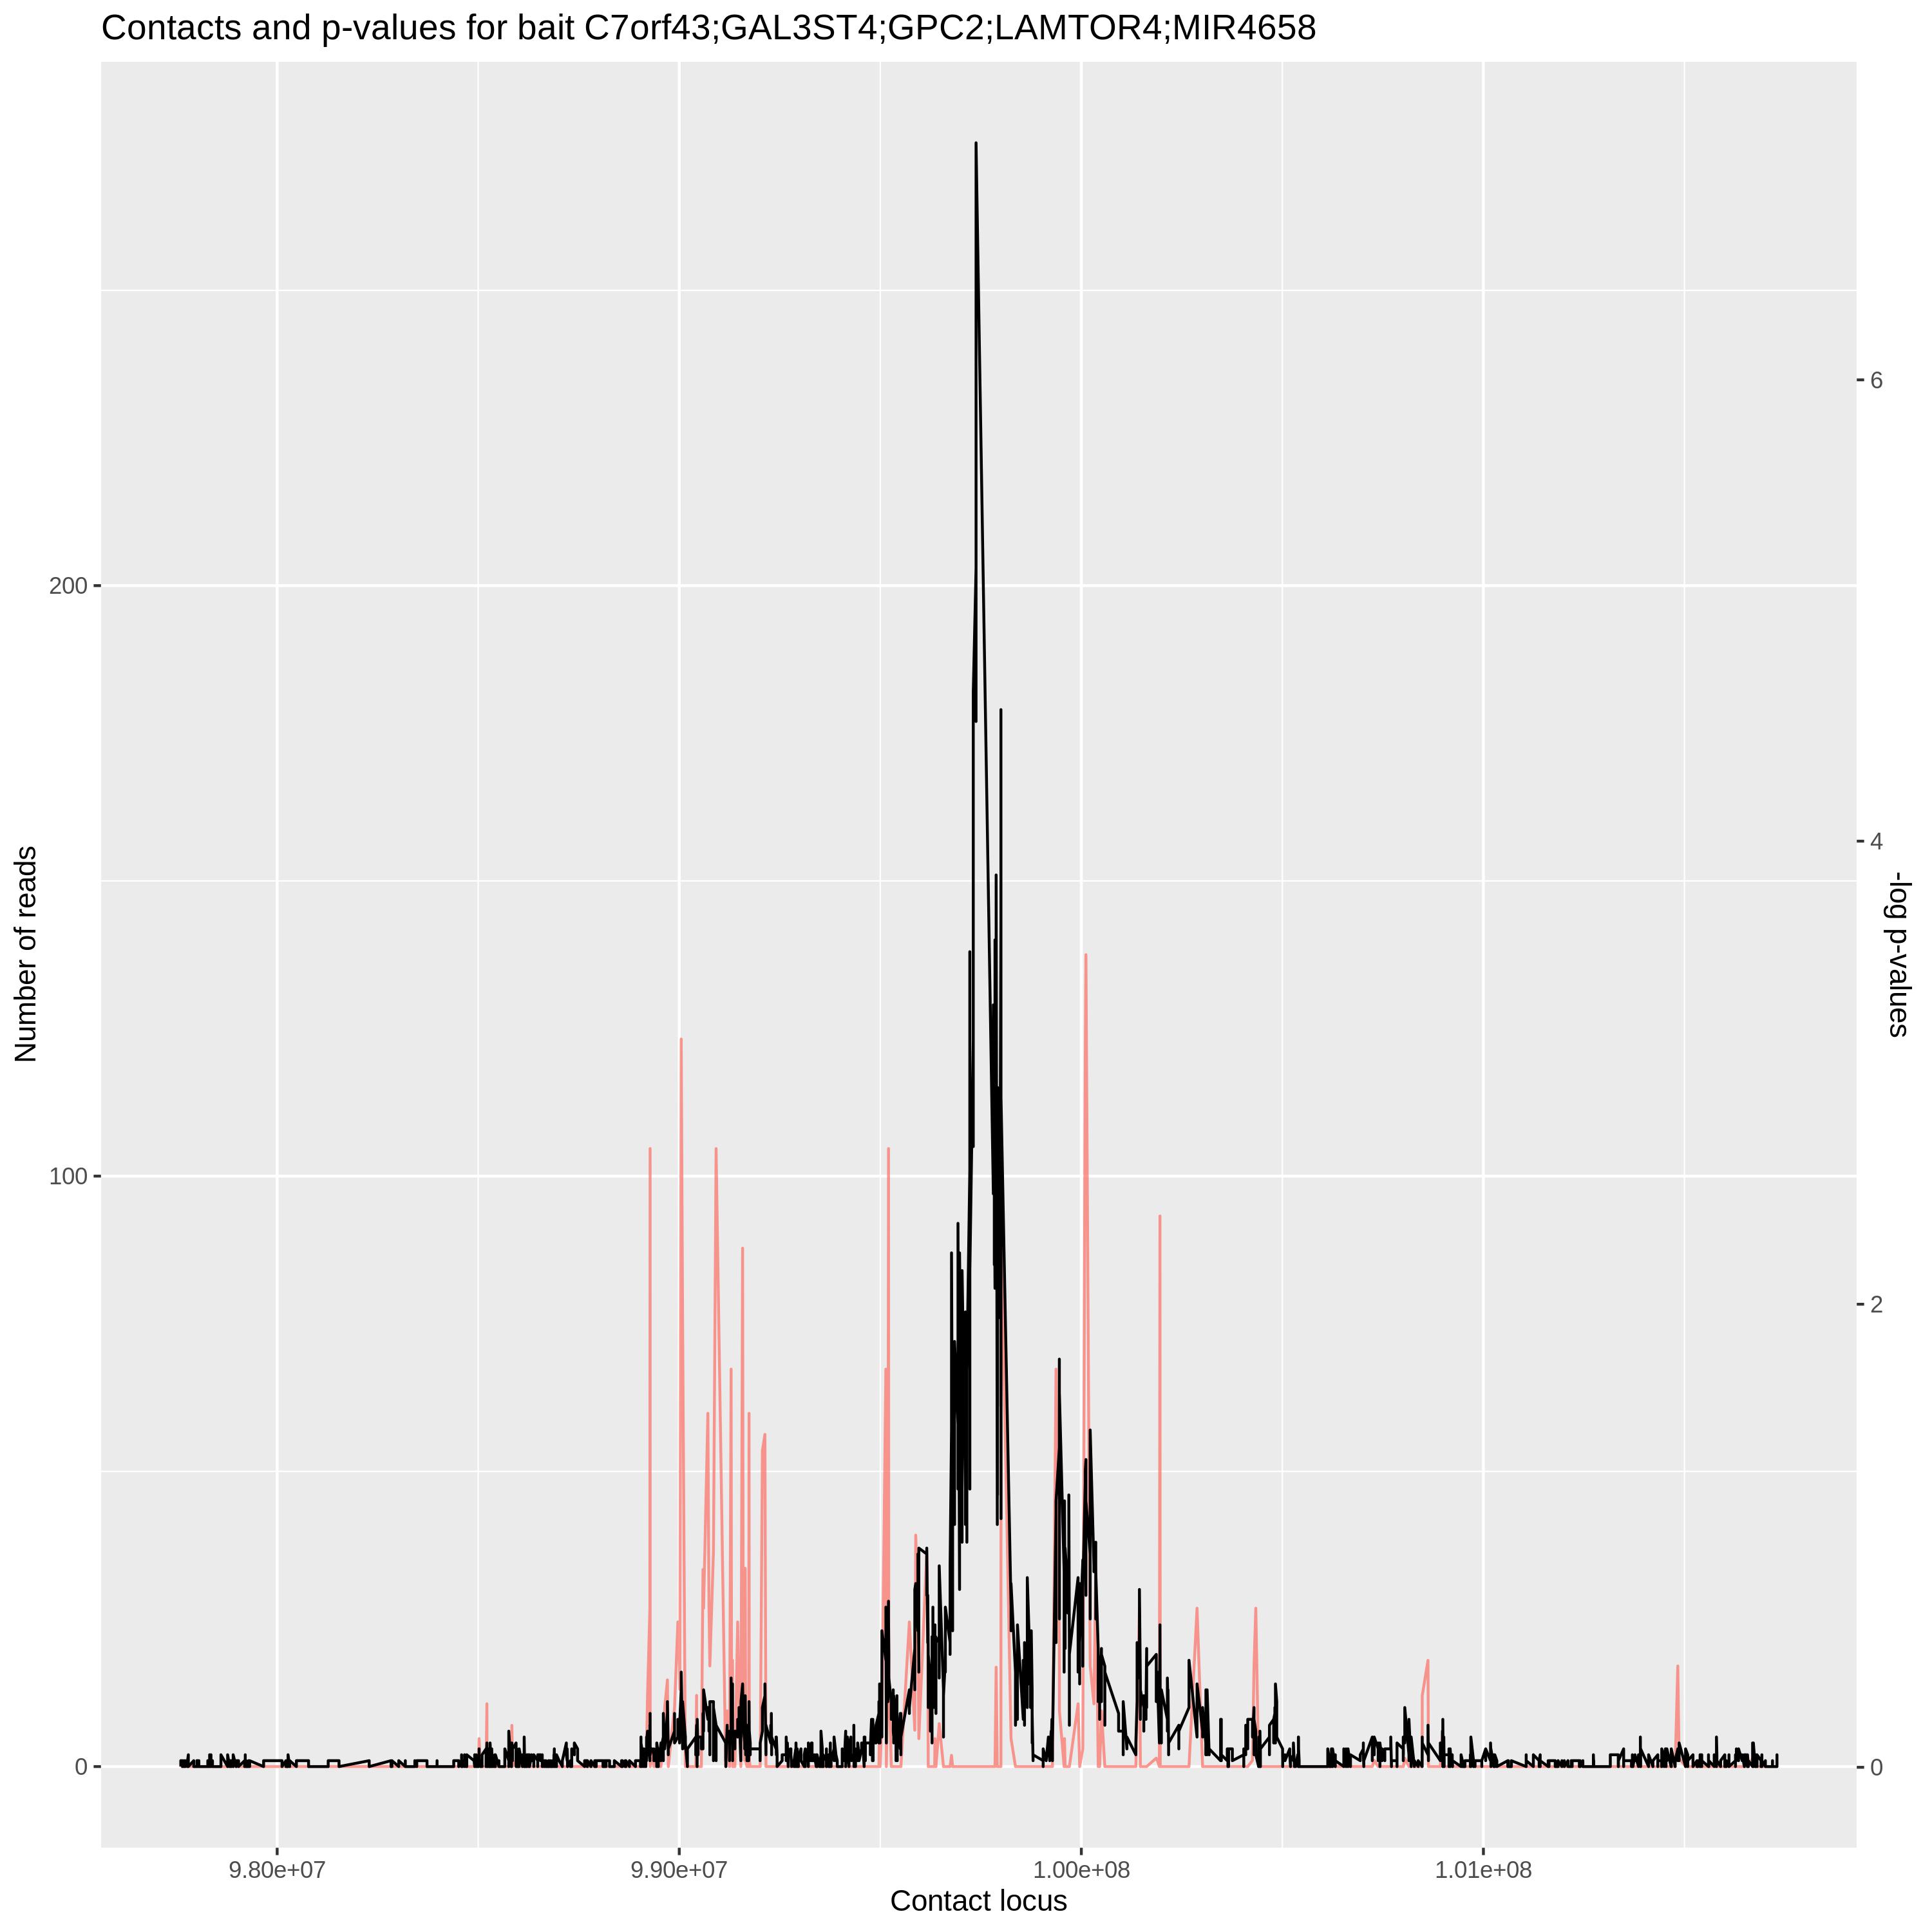 Contacts and p-values for bait C7orf43;GAL3ST4;GPC2;LAMTOR4;MIR4658
Number of reads
200
100
0
6
4
2
0
-log p-values
9.80e+07
9.90e+07
1.00e+08
1.01e+08
Contact locus